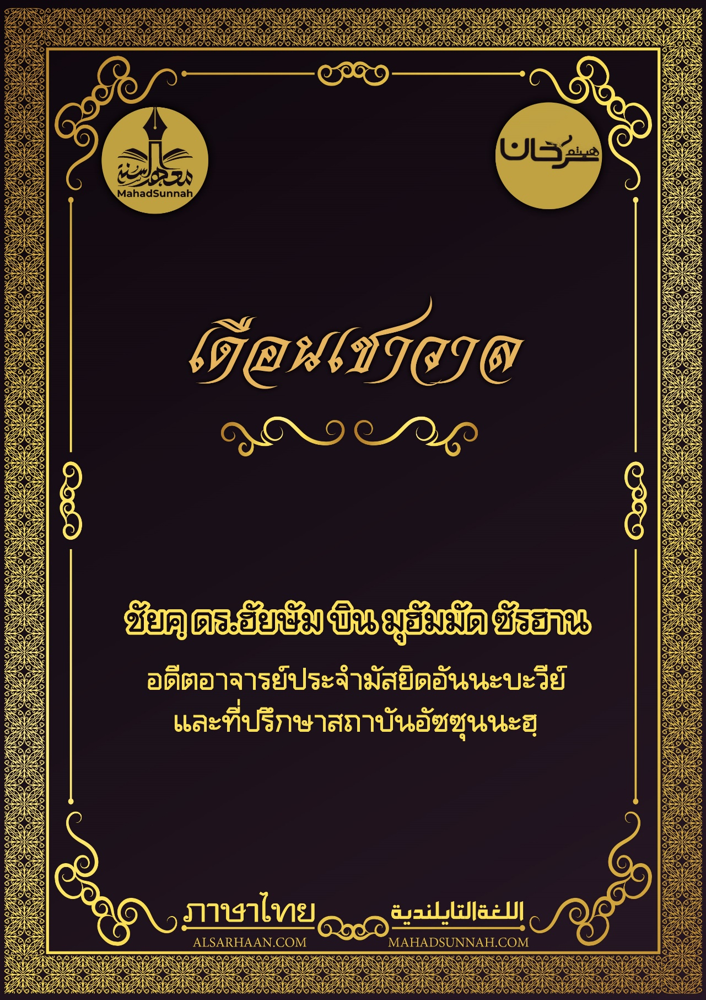 معهد السنة
MahadSunnah
هيثم سرحان
เดือนเชาวาล
ชัยคฺ ดร.ฮัยษัม บิน มุฮัมมัด ซัรฮาน
อดีตอาจารย์ประจำมัสยิดอันนะบะวีย์
และที่ปรึกษาสถาบันอัซซุนนะฮฺ
ภาษาไทย
اللغة التايلندية
ALSARHAAN.COM
MAHADSUNNAH.COM